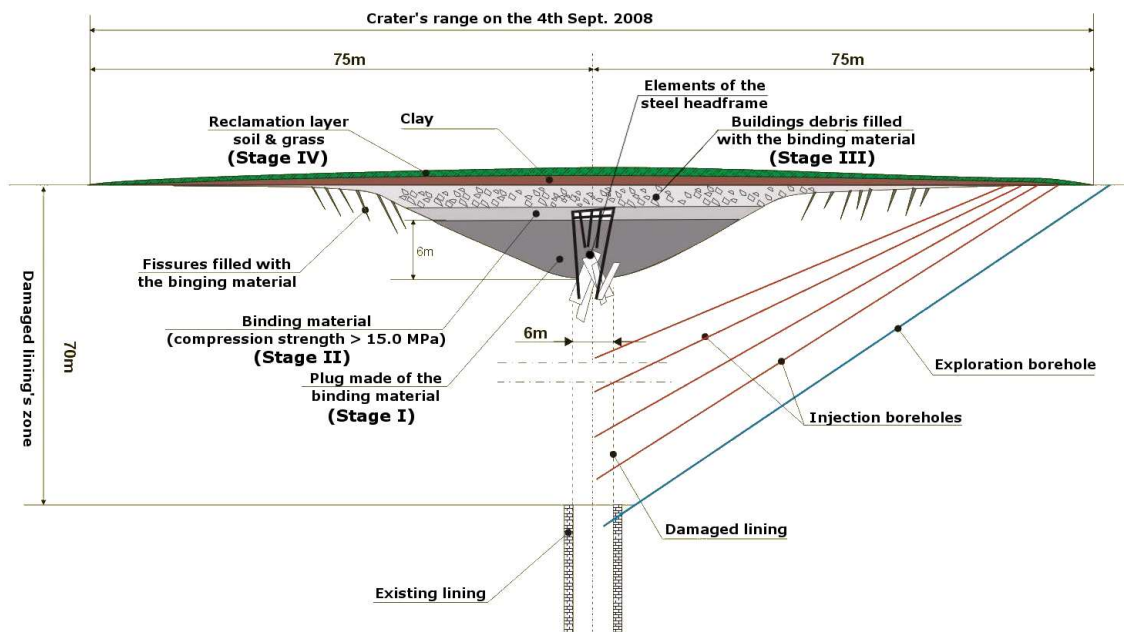 Crater's range on the 4th Sept. 2008
75m
75m
Elements of the
steel headframe
Reclamation layer
soil & grass
(Stage IV)
Clay
Buildings debris filled
with the binding material
(Stage III)
6m
Fissures filled with
the binging material
Binding material
(compression strength > 15.0 MPa)
(Stage II)
6m
Plug made of the
binding material
(Stage I)
Exploration borehole
Injection boreholes
Damaged lining's zone
70m
Damaged lining
Existing lining